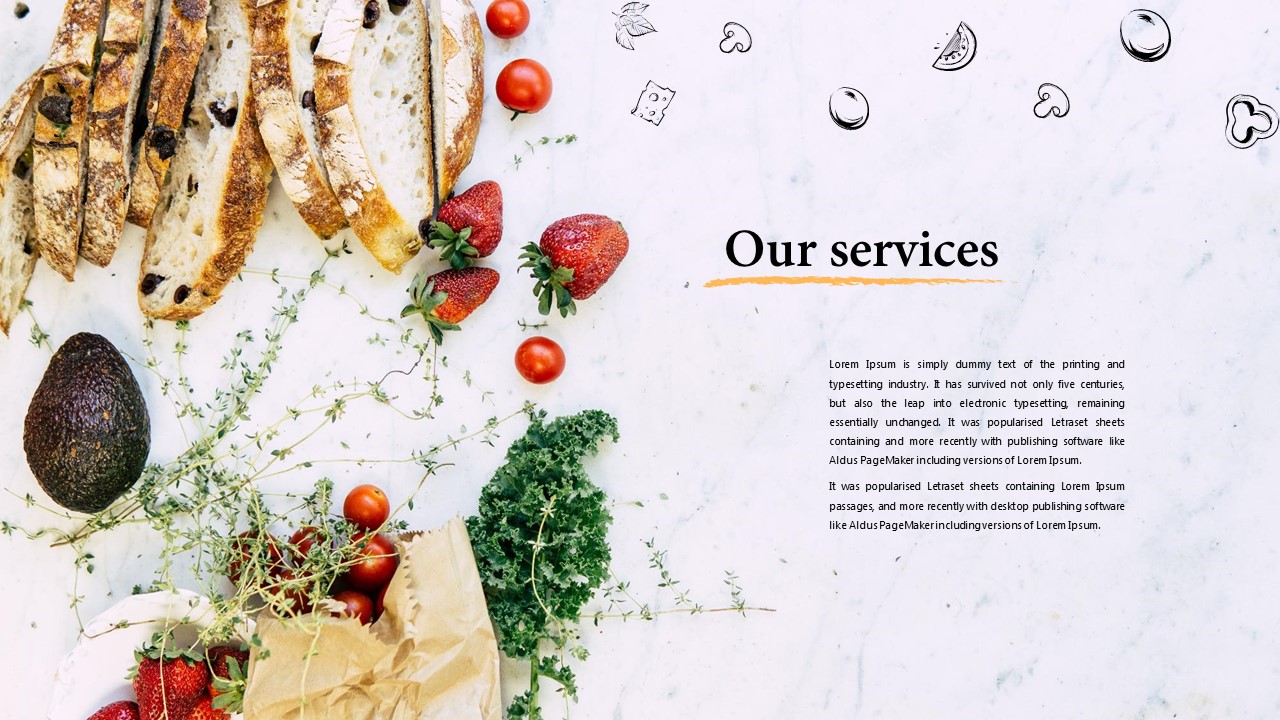 Our services
Lorem Ipsum is simply dummy text of the printing and
typesetting industry. It has survived not only five centuries,
but also the leap into electronic typesetting, remaining
essentially unchanged. It was popularised Letraset sheets
containing and more recently with publishing software like
Aldus PageMaker including versions of Lorem Ipsum.
It was popularised Letraset sheets containing Lorem Ipsum
passages, and more recently with desktop publishing software
like Aldus PageMaker including versions of Lorem Ipsum.